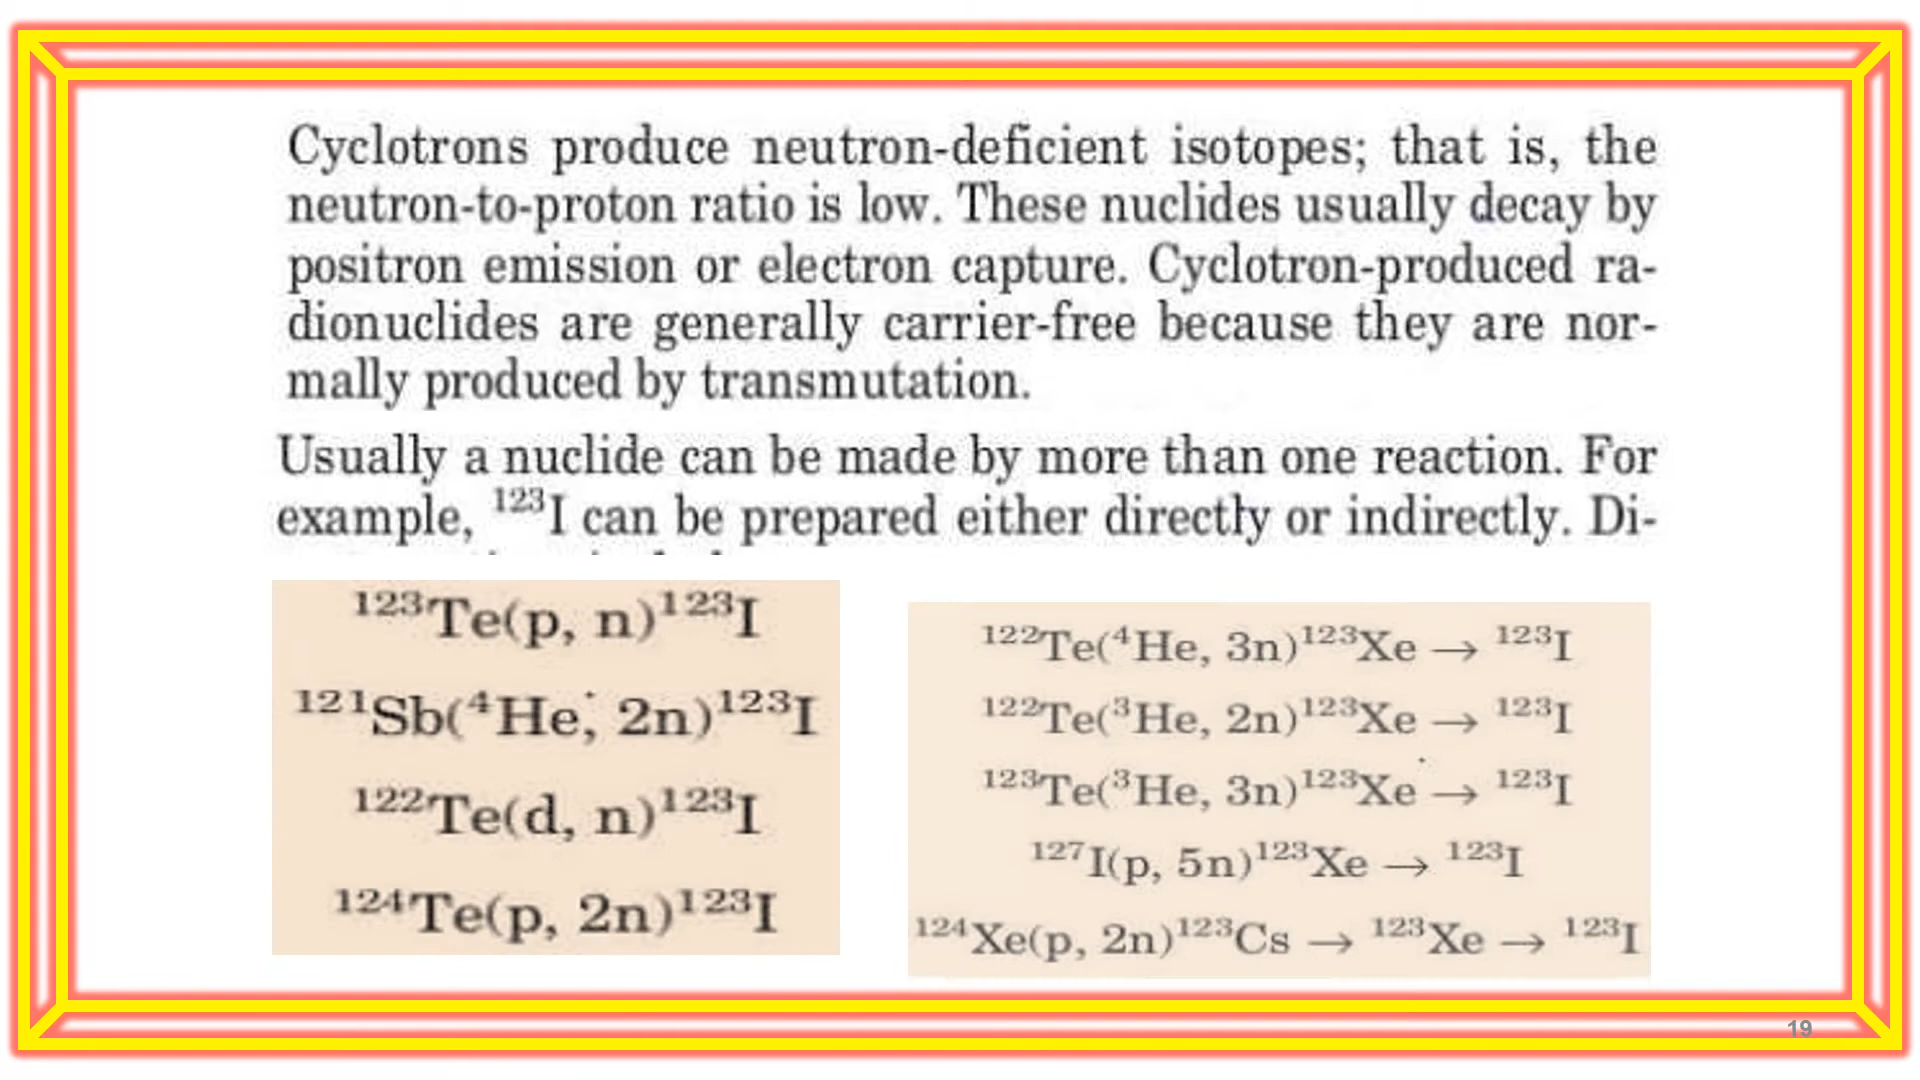 Cyclotrons produce neutron-deficient isotopes; that is, the
neutron-to-proton ratio is low. These nuclides usually decay by
positron emission or electron capture. Cyclotron-produced ra-
dionuclides are generally carrier-free because they are nor-
mally produced by transmutation.
Usually a nuclide can be made by more than one reaction. For
example, ¹²³I can be prepared either directly or indirectly. Di-
¹²³Te(p, n)¹²³I
¹²¹Sb(⁴He, 2n)¹²³I
¹²²Te(d, n)¹²³I
¹²⁴Te(p, 2n)¹²³I
¹²²Te(⁴He, 3n)¹²³Xe → ¹²³I
¹²²Te(³He, 2n)¹²³Xe → ¹²³I
¹²³Te(³He, 3n)¹²³Xe → ¹²³I
¹²⁷I(p, 5n)¹²³Xe → ¹²³I
¹²⁴Xe(p, 2n)¹²³Cs → ¹²³Xe → ¹²³I
19